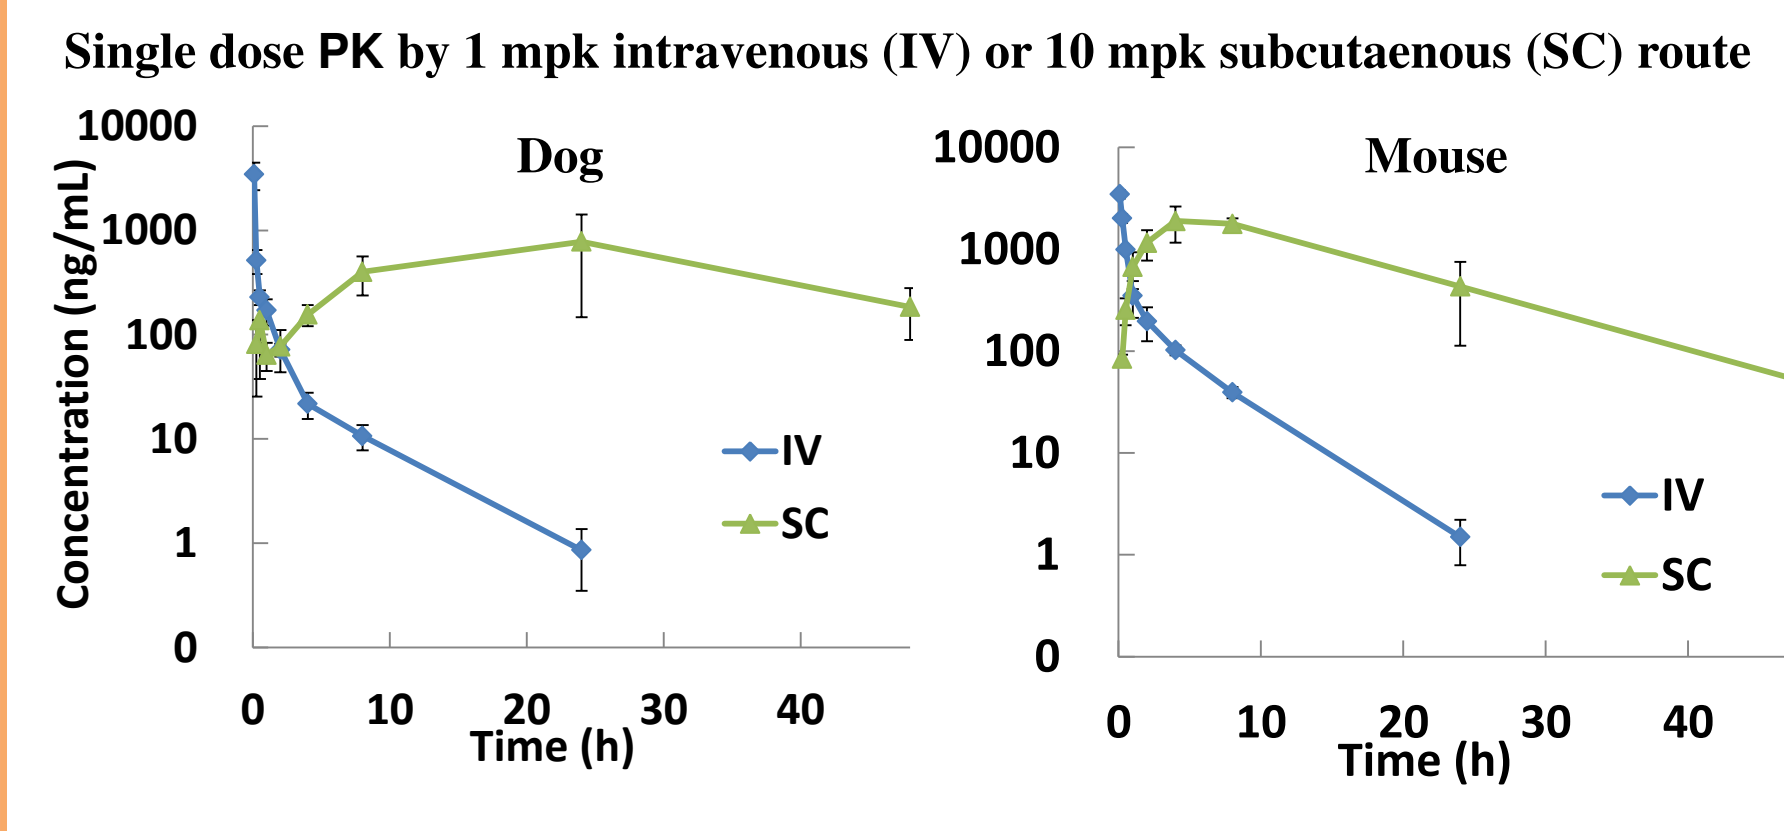 Single dose PK by 1 mpk intravenous (IV) or 10 mpk subcutaenous (SC) route
Dog
Concentration (ng/mL)
10000
1000
100
10
1
0
IV
SC
0 10 20 30 40
Time (h)
Mouse
10000
1000
100
10
1
0
IV
SC
0 10 20 30 40
Time (h)